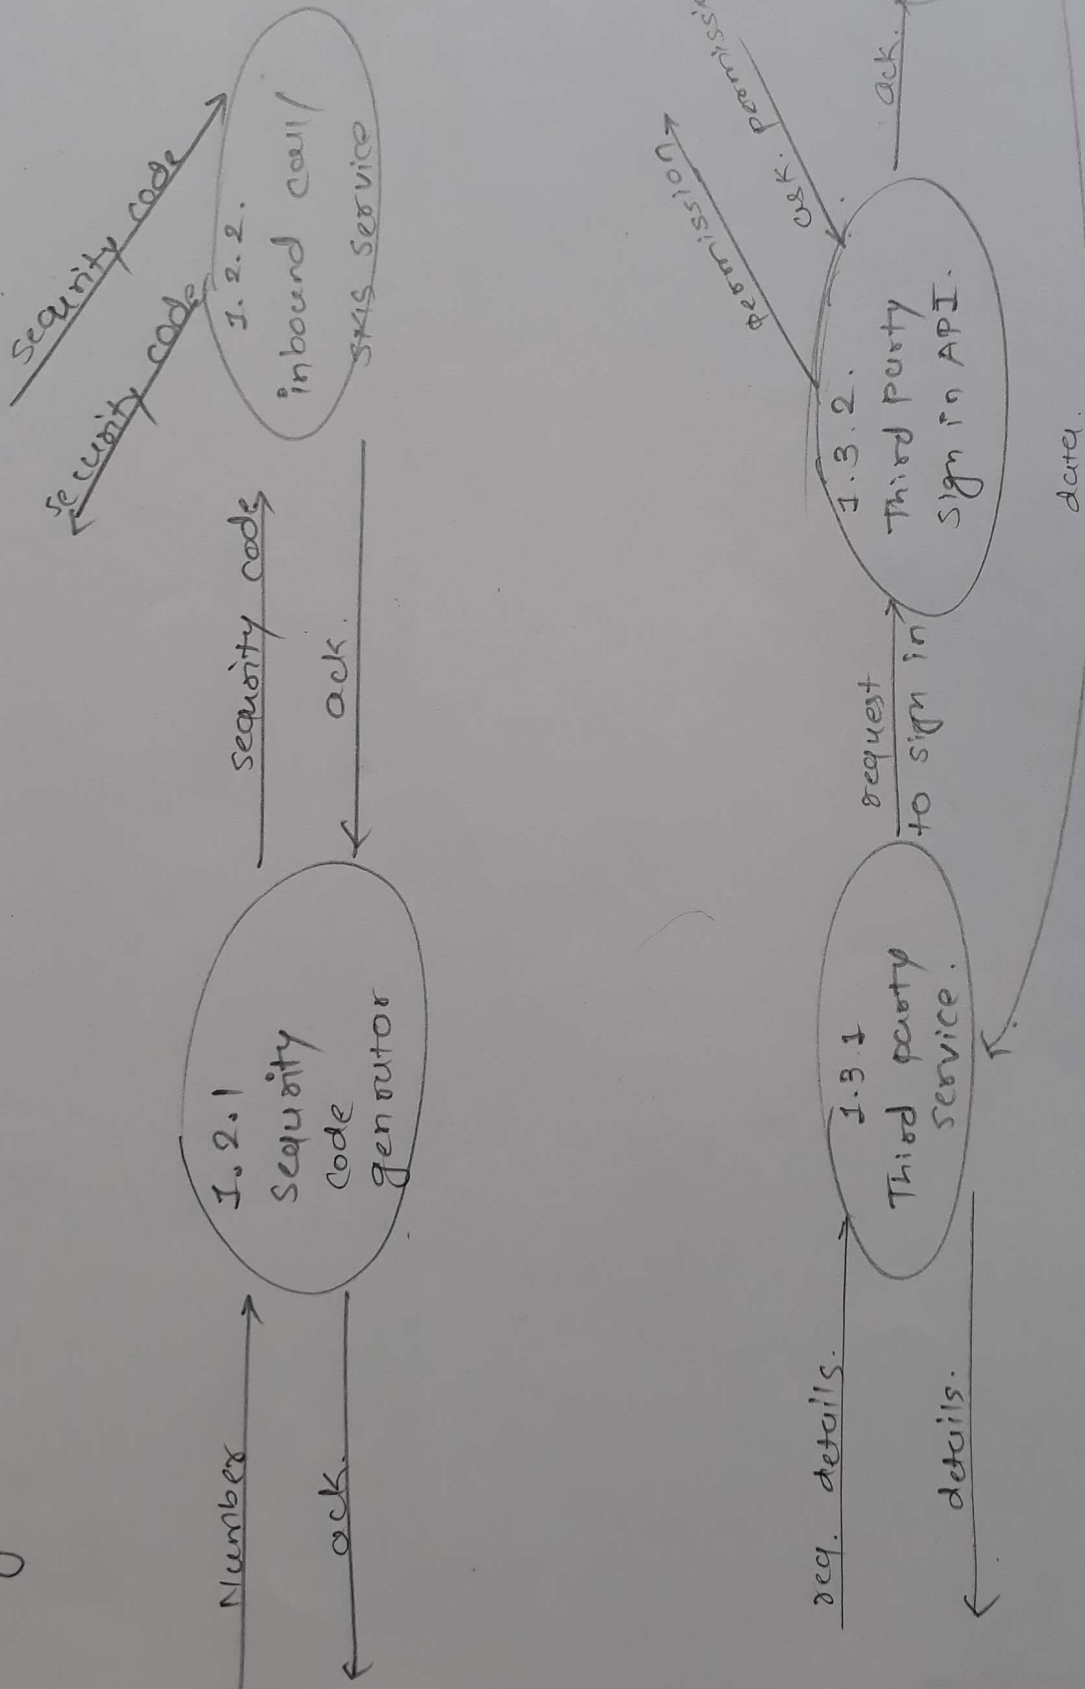 Number
ack.
1.2.1
sequrity
code
genrator
sequrity code
ack.
1.2.2.
inbound call/
SMS service
security code
sequrity code
req. details.
details.
1.3.1
Third party
service.
request
to sign in
1.3.2.
Third party
sign in API.
permission
ask. permissi
ack.
data.